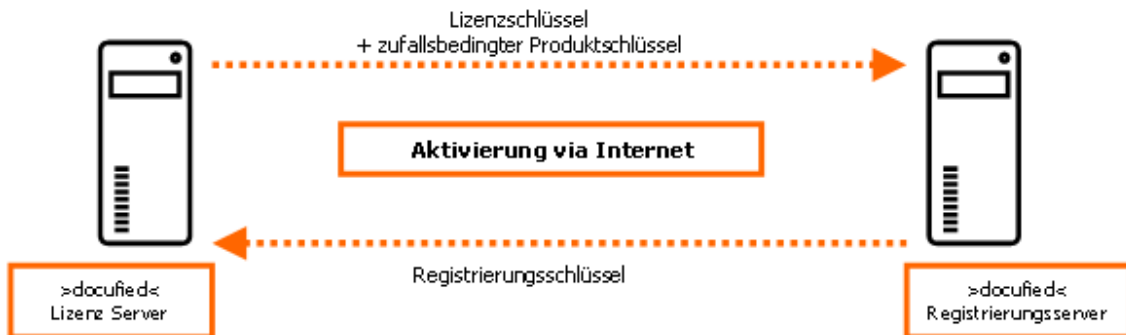 Lizenzschlüssel
+ zufallsbedingter Produktschlüssel
Aktivierung via Internet
Registrierungsschlüssel
>docufied<
Lizenz Server
>docufied<
Registrierungsserver